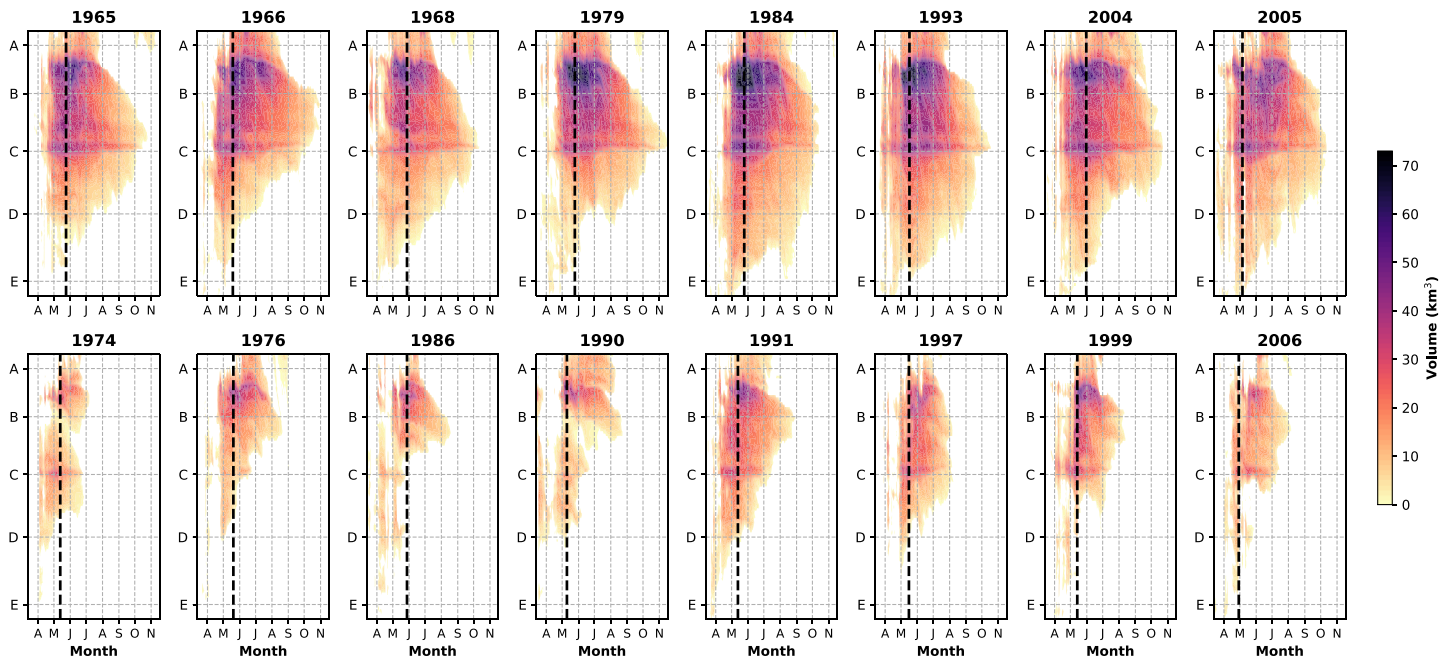 1965 1966 1968 1979 1984 1993 2004 2005
A A A A A A A A
B B B B B B B B
C C C C C C C C
D D D D D D D D
E E E E E E E E
A M J J A S O N A M J J A S O N A M J J A S O N A M J J A S O N A M J J A S O N A M J J A S O N A M J J A S O N A M J J A S O N
1974 1976 1986 1990 1991 1997 1999 2006
A A A A A A A A
B B B B B B B B
C C C C C C C C
D D D D D D D D
E E E E E E E E
A M J J A S O N A M J J A S O N A M J J A S O N A M J J A S O N A M J J A S O N A M J J A S O N A M J J A S O N A M J J A S O N
Month Month Month Month Month Month Month Month
70
60
50
40
30
20
10
0
Volume (km³)